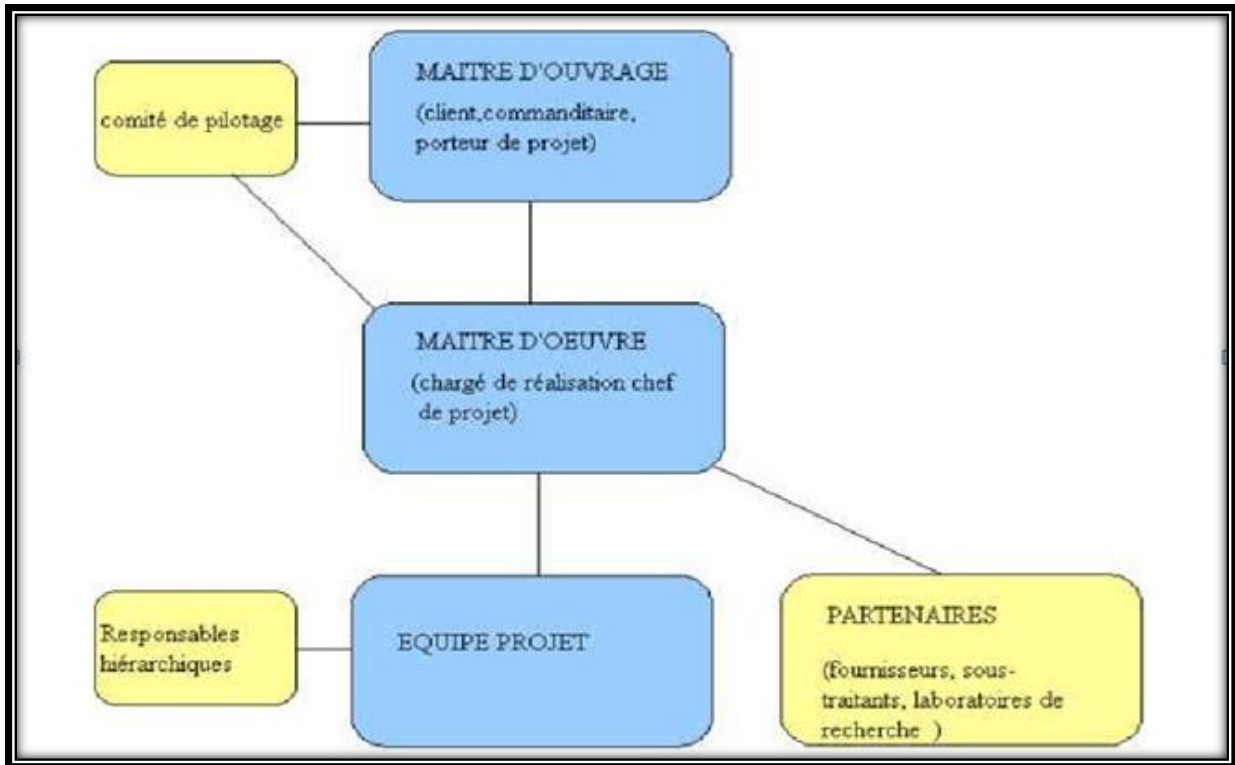 comité de pilotage
MAITRE D'OUVRAGE
(client,commanditaire,
porteur de projet)
MAITRE D'OEUVRE
(chargé de réalisation chef
de projet)
Responsables
hiérarchiques
EQUIPE PROJET
PARTENAIRES
(fournisseurs, sous-
traitants, laboratoires de
recherche )